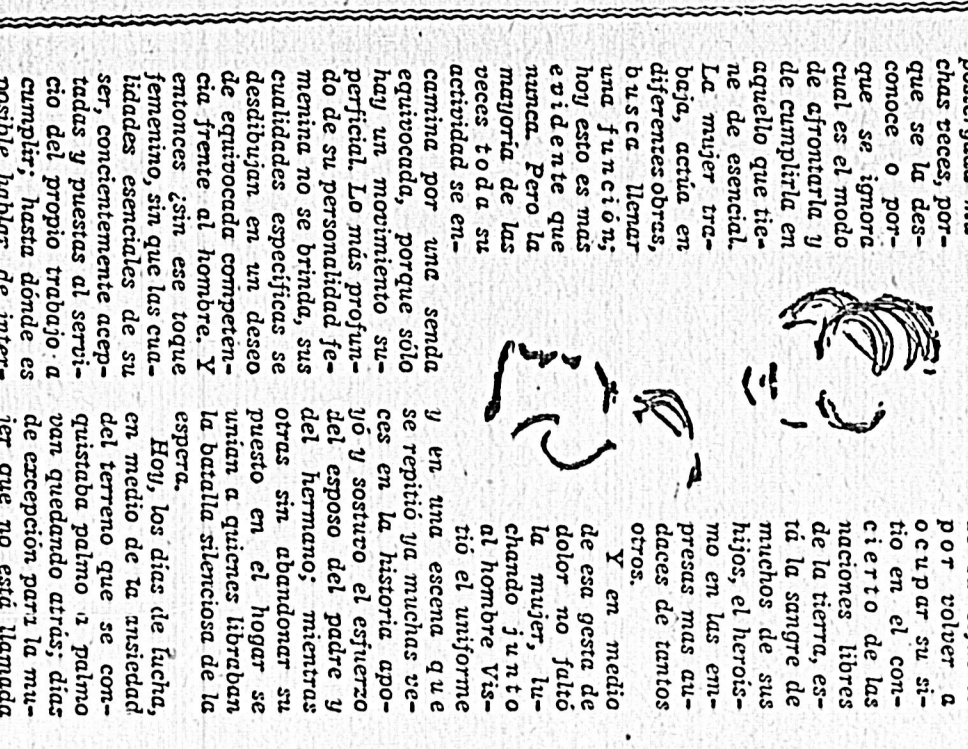 chas veces, por-
que se la des-
conoce o por-
que se ignora
cual es el modo
de afrontarla y
de cumplirla en
aquello que tie-
ne de esencial.
La mujer tra-
baja, actúa en
diferentes obras,
busca llenar
una función;
hoy esto es más
evidente que
nunca. Pero la
mayoría de las
veces toda su
actividad se en-
camina por una senda
equivocada, porque sólo
hay un movimiento su-
perficial. Lo más profun-
do de su personalidad fe-
menina no se brinda, sus
cualidades específicas se
desdibujan en un deseo
de equivocada competen-
cia frente al hombre. Y
entonces ¿sin ese toque
femenino, sin que las cua-
lidades esenciales de su
ser, concientemente acep-
tadas y puestas al servi-
cio del propio trabajo: a
cumplir; hasta dónde es
posible hablar de inter-
por volver a
ocupar su si-
tio en el con-
cierto de las
naciones libres
de la tierra, es-
tá la sangre de
muchos de sus
hijos, el herois-
mo en las em-
presas mas au-
daces de tantos
otros.
Y en medio
de esa gesta de
dolor no faltó
la mujer, lu-
chando junto
al hombre. Vis-
tió el uniforme
y en una escena que
se repitió ya muchas ve-
ces en la historia apo-
yó y sostuvo el esfuerzo
del esposo del padre y
del hermano; mientras
otras sin abandonar su
puesto en el hogar se
unían a quienes libraban
la batalla silenciosa de la
espera.
Hoy, los días de lucha,
en medio de la ansiedad
del terreno que se con-
quistaba palmo a palmo
van quedando atrás; días
de excepción para la mu-
jer que no está llamada